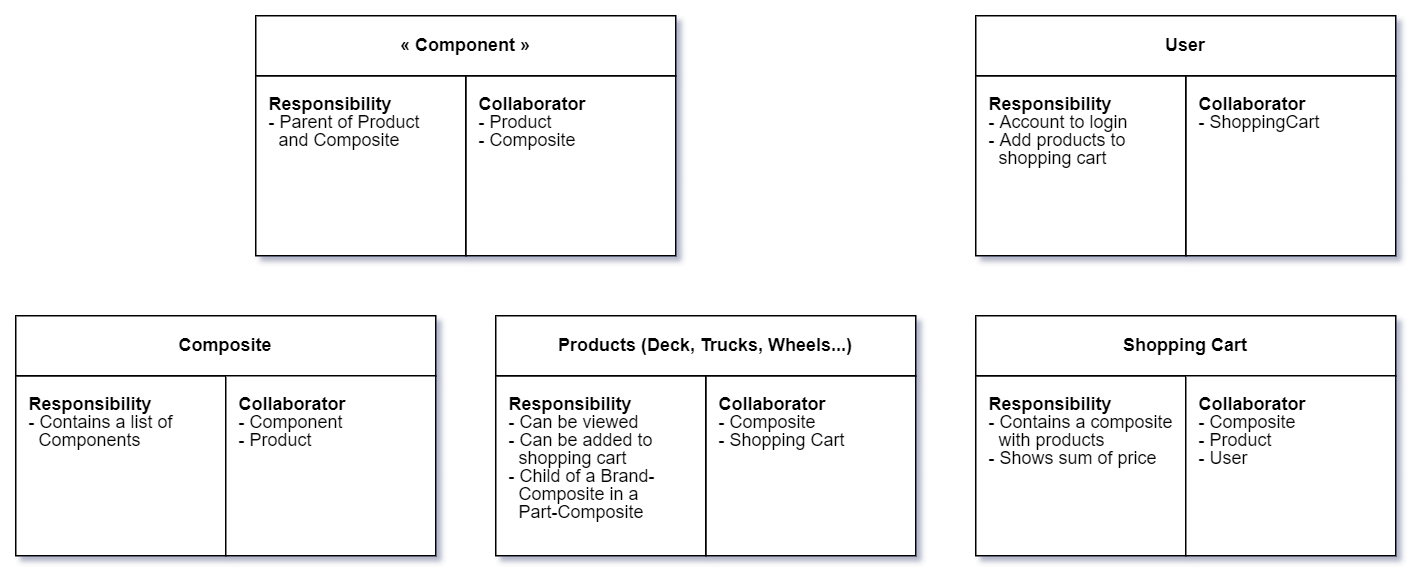 « Component »
Responsibility
- Parent of Product
and Composite
Collaborator
- Product
- Composite
User
Responsibility
- Account to login
- Add products to
shopping cart
Collaborator
- ShoppingCart
Composite
Responsibility
- Contains a list of
Components
Collaborator
- Component
- Product
Products (Deck, Trucks, Wheels...)
Responsibility
- Can be viewed
- Can be added to
shopping cart
- Child of a Brand-
Composite in a
Part-Composite
Collaborator
- Composite
- Shopping Cart
Shopping Cart
Responsibility
- Contains a composite
with products
- Shows sum of price
Collaborator
- Composite
- Product
- User